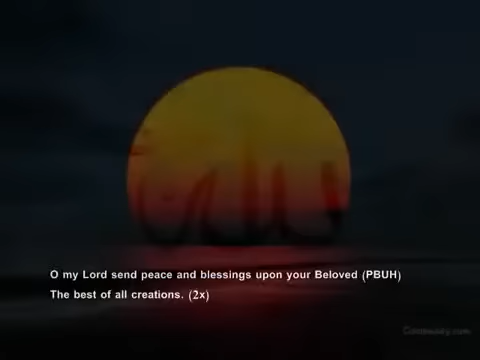 O my Lord send peace and blessings upon your Beloved (PBUH)
The best of all creations. (2x)